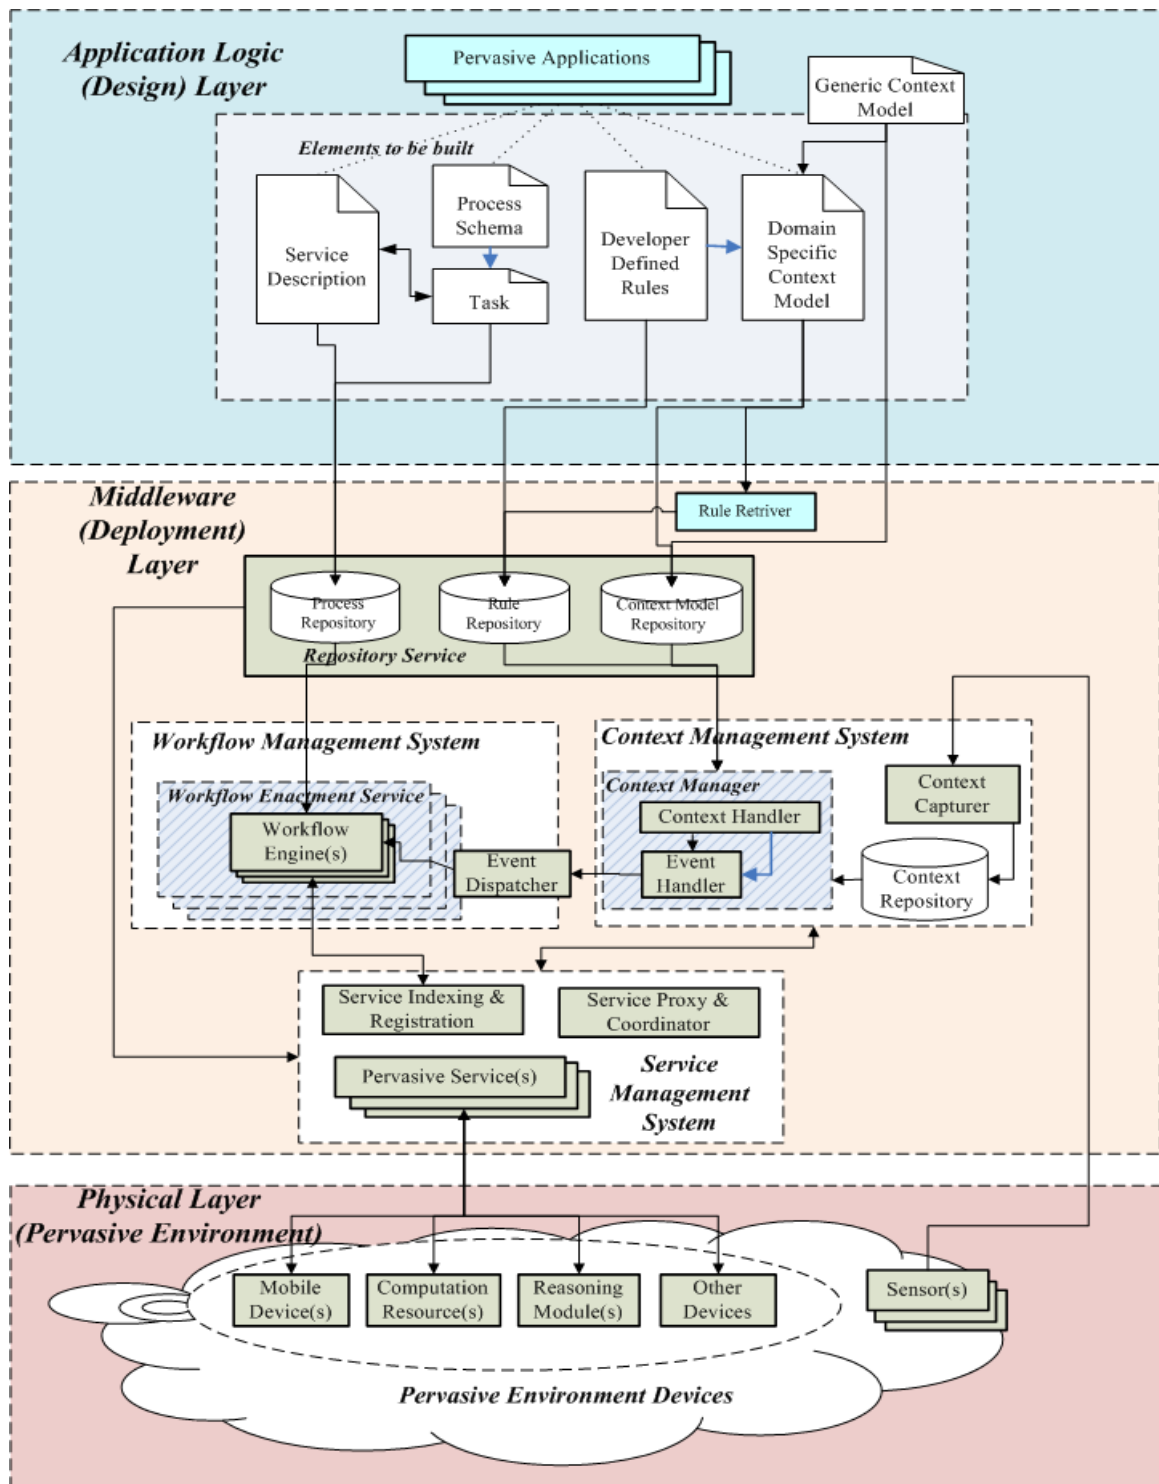 Application Logic
(Design) Layer
Pervasive Applications
Generic Context
Model
Elements to be built
Service
Description
Process
Schema
Task
Developer
Defined
Rules
Domain
Specific
Context
Model
Middleware
(Deployment)
Layer
Rule Retriver
Process
Repository
Rule
Repository
Context Model
Repository
Repository Service
Workflow Management System
Workflow Enactment Service
Workflow
Engine(s)
Event
Dispatcher
Context Management System
Context Manager
Context Handler
Event
Handler
Context
Capturer
Context
Repository
Service Indexing &
Registration
Service Proxy &
Coordinator
Pervasive Service(s)
Service
Management
System
Physical Layer
(Pervasive Environment)
Mobile
Device(s)
Computation
Resource(s)
Reasoning
Module(s)
Other
Devices
Sensor(s)
Pervasive Environment Devices